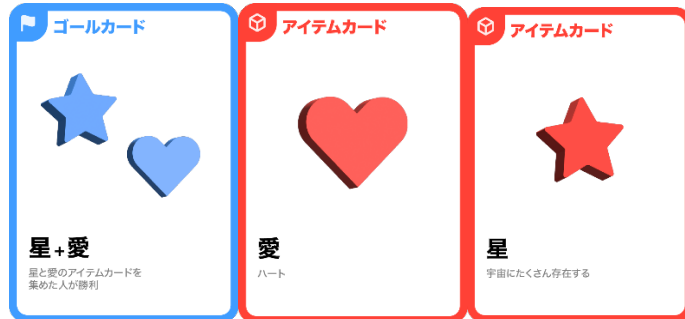 ゴールカード
星+愛
星と愛のアイテムカードを
集めた人が勝利
アイテムカード
愛
ハート
アイテムカード
星
宇宙にたくさん存在する